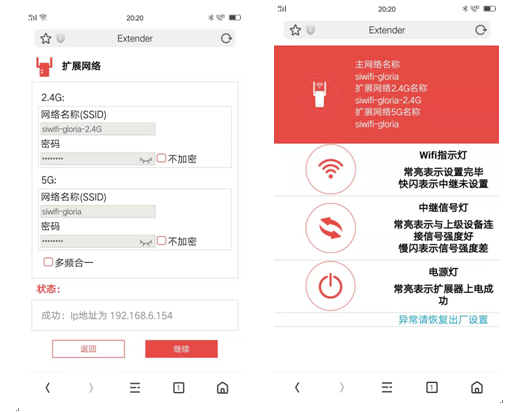 20:20
Extender
扩展网络
2.4G:
网络名称(SSID)
siwifi-gloria-2.4G
密码
········
不加密
5G:
网络名称(SSID)
siwifi-gloria
密码
········
不加密
多频合一
状态:
成功：Ip地址为 192.168.6.154
返回
继续
1
20:20
Extender
主网络名称
siwifi-gloria
扩展网络2.4G名称
siwifi-gloria-2.4G
扩展网络5G名称
siwifi-gloria
Wifi指示灯
常亮表示设置完毕
快闪表示中继未设置
中继信号灯
常亮表示与上级设备连
接信号强度好
慢闪表示信号强度差
电源灯
常亮表示扩展器上电成
功
异常请恢复出厂设置
1